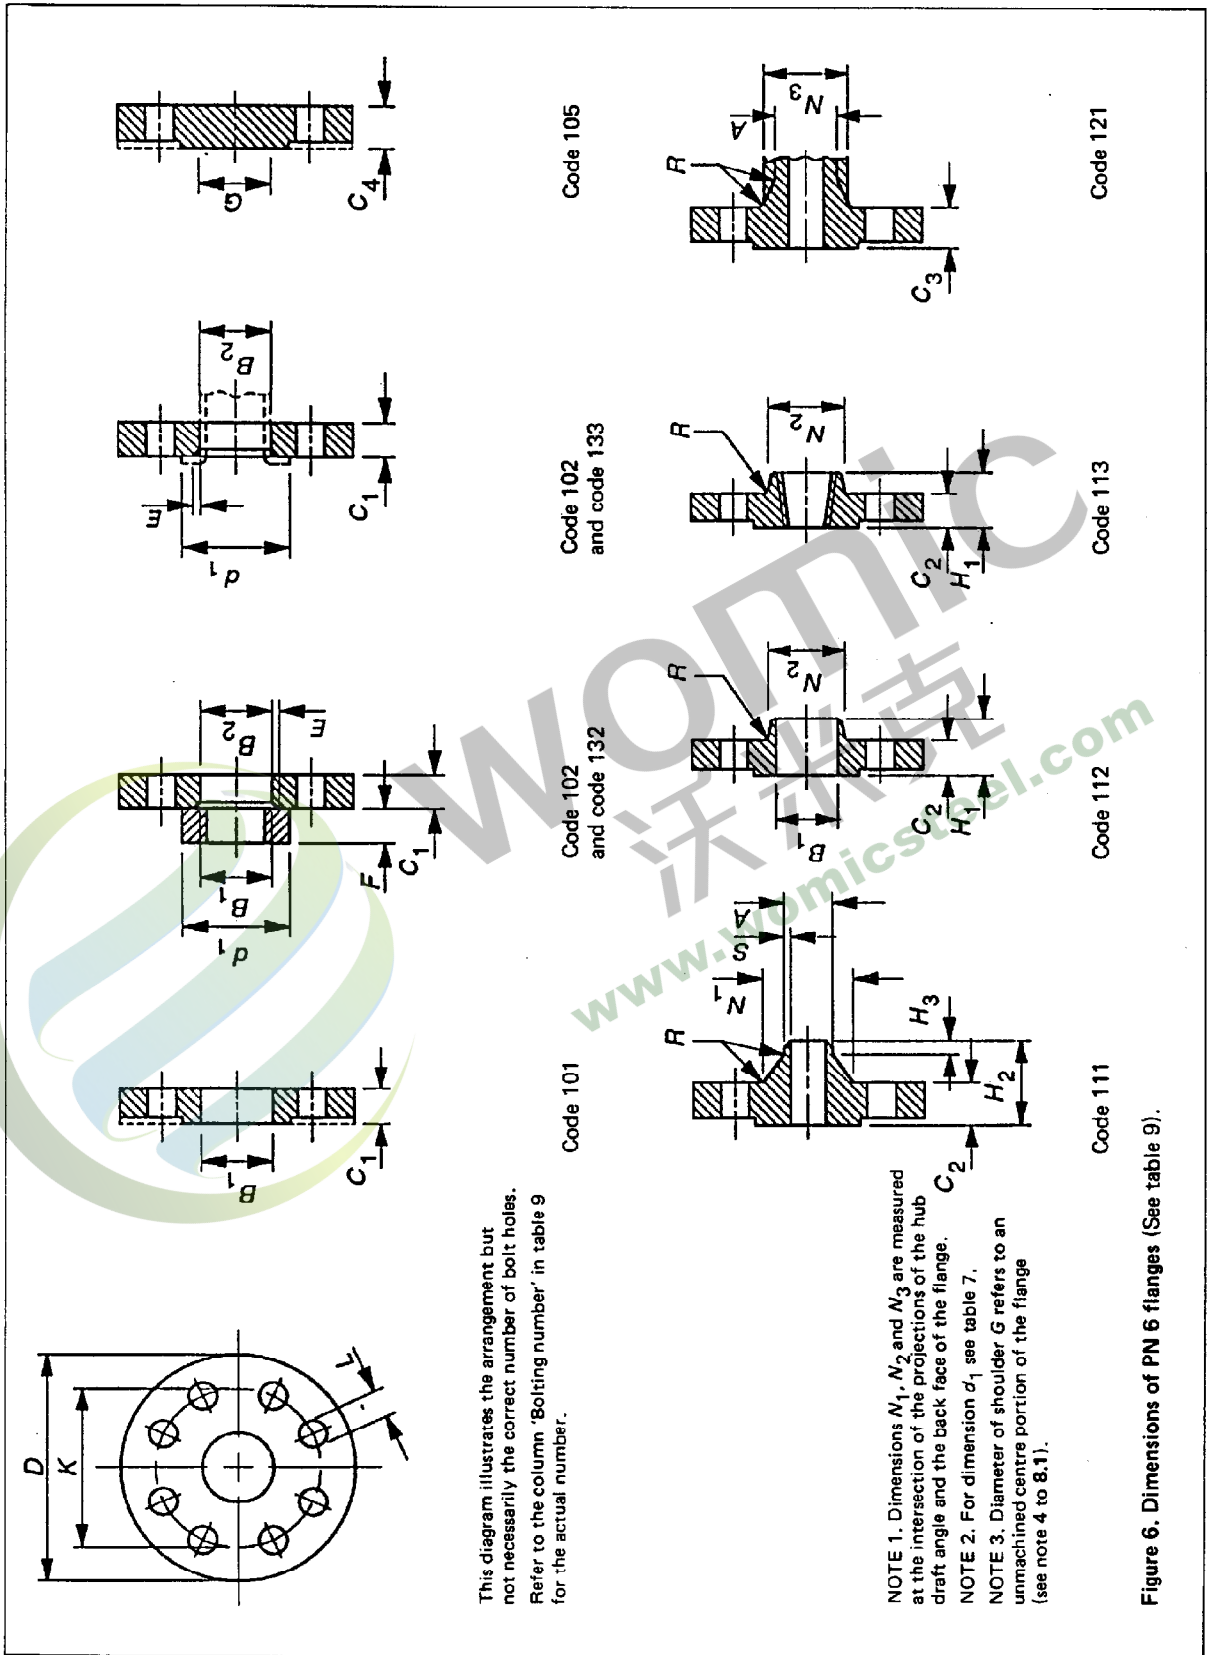 D
K
L
This diagram illustrates the arrangement but
not necessarily the correct number of bolt holes.
Refer to the column 'Bolting number' in table 9
for the actual number.
B1
C1
Code 101
d1
B1
F
C1
B2
E
Code 102
and code 132
d1
E
C1
B2
Code 102
and code 133
G
C4
Code 105
NOTE 1. Dimensions N1, N2 and N3 are measured
at the intersection of the projections of the hub
draft angle and the back face of the flange.
NOTE 2. For dimension d1 see table 7.
NOTE 3. Diameter of shoulder G refers to an
unmachined centre portion of the flange
(see note 4 to 8.1).
R
N1
S
A
C2
H2
H3
Code 111
R
B1
N2
C2
H1
Code 112
R
N2
C2
H1
Code 113
R
A
N3
C3
Code 121
Figure 6. Dimensions of PN 6 flanges (See table 9).
womic
沃米克
www.womicsteel.com